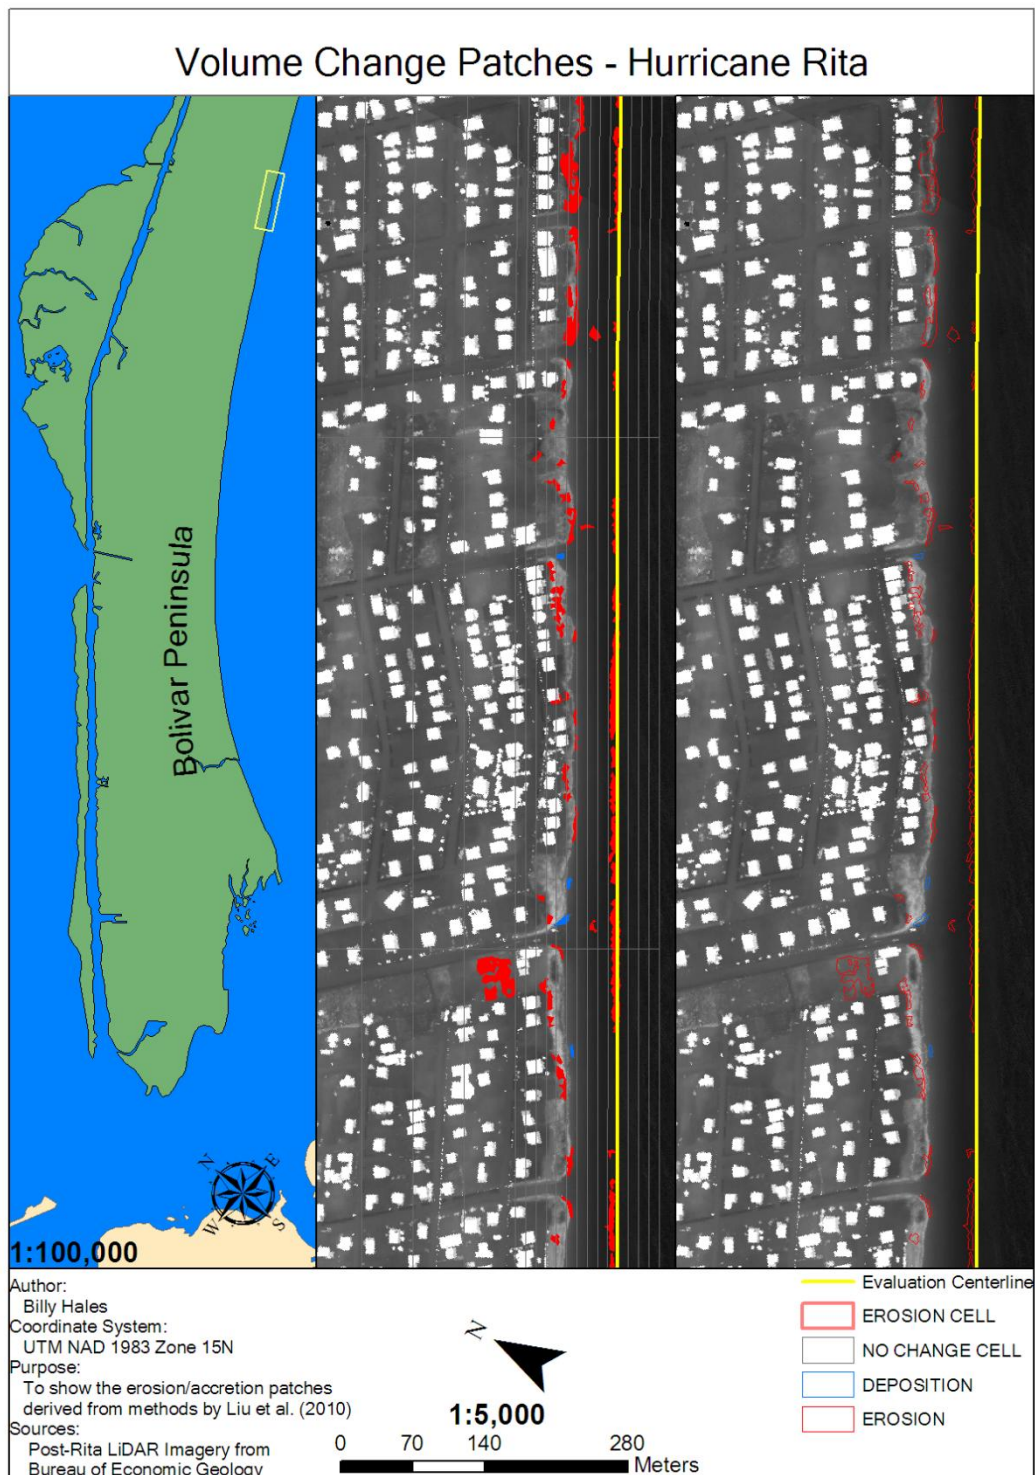 Volume Change Patches - Hurricane Rita
Bolivar Peninsula
N
E
W
S
1:100,000
Author:
Billy Hales
Coordinate System:
UTM NAD 1983 Zone 15N
Purpose:
To show the erosion/accretion patches
derived from methods by Liu et al. (2010)
Sources:
Post-Rita LiDAR Imagery from
Bureau of Economic Geology
N
1:5,000
0 70 140 280
Meters
Evaluation Centerline
EROSION CELL
NO CHANGE CELL
DEPOSITION
EROSION